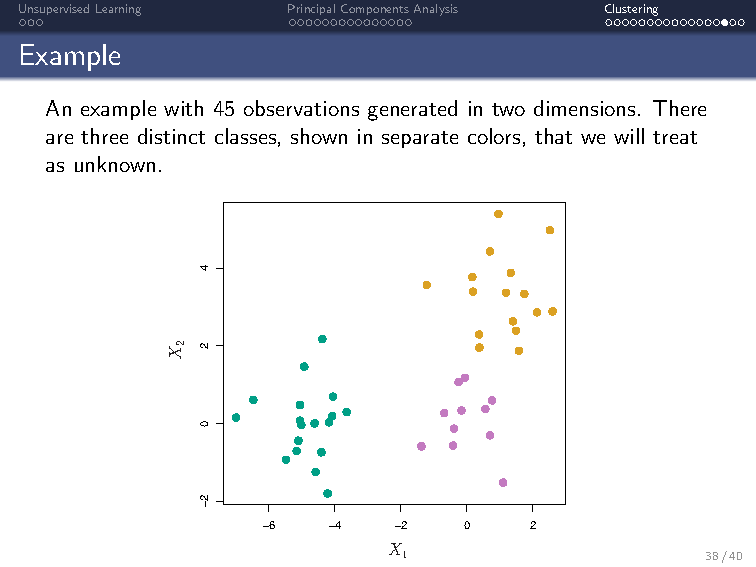 Unsupervised Learning
Principal Components Analysis
Clustering
Example
An example with 45 observations generated in two dimensions. There
are three distinct classes, shown in separate colors, that we will treat
as unknown.
4
2
0
−2
X2
−6 −4 −2 0 2
X1
38 / 40